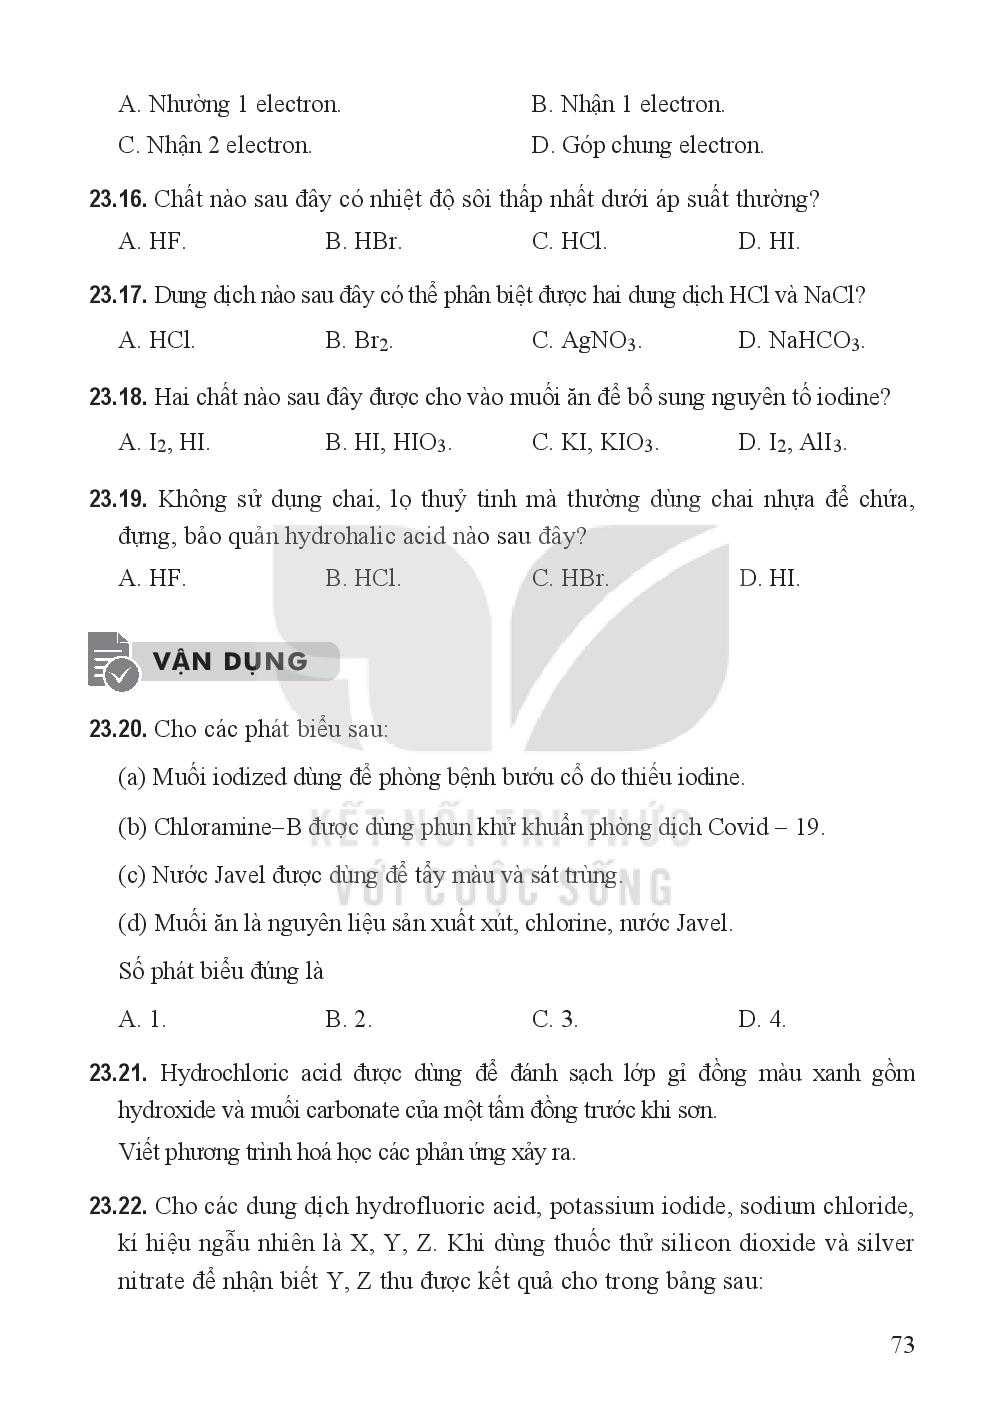 A. Nhường 1 electron. B. Nhận 1 electron.
C. Nhận 2 electron. D. Góp chung electron.
23.16. Chất nào sau đây có nhiệt độ sôi thấp nhất dưới áp suất thường?
A. HF. B. HBr. C. HCl. D. HI.
23.17. Dung dịch nào sau đây có thể phân biệt được hai dung dịch HCl và NaCl?
A. HCl. B. Br₂. C. AgNO₃. D. NaHCO₃.
23.18. Hai chất nào sau đây được cho vào muối ăn để bổ sung nguyên tố iodine?
A. I₂, HI. B. HI, HIO₃. C. KI, KIO₃. D. I₂, AlI₃.
23.19. Không sử dụng chai, lọ thuỷ tinh mà thường dùng chai nhựa để chứa,
đựng, bảo quản hydrohalic acid nào sau đây?
A. HF. B. HCl. C. HBr. D. HI.
VẬN DỤNG
23.20. Cho các phát biểu sau:
(a) Muối iodized dùng để phòng bệnh bướu cổ do thiếu iodine.
KẾT NỐI TRI THỨC
(b) Chloramine–B được dùng phun khử khuẩn phòng dịch Covid – 19.
VỚI CUỘC SỐNG
(c) Nước Javel được dùng để tẩy màu và sát trùng.
(d) Muối ăn là nguyên liệu sản xuất xút, chlorine, nước Javel.
Số phát biểu đúng là
A. 1. B. 2. C. 3. D. 4.
23.21. Hydrochloric acid được dùng để đánh sạch lớp gỉ đồng màu xanh gồm
hydroxide và muối carbonate của một tấm đồng trước khi sơn.
Viết phương trình hoá học các phản ứng xảy ra.
23.22. Cho các dung dịch hydrofluoric acid, potassium iodide, sodium chloride,
kí hiệu ngẫu nhiên là X, Y, Z. Khi dùng thuốc thử silicon dioxide và silver
nitrate để nhận biết Y, Z thu được kết quả cho trong bảng sau:
73